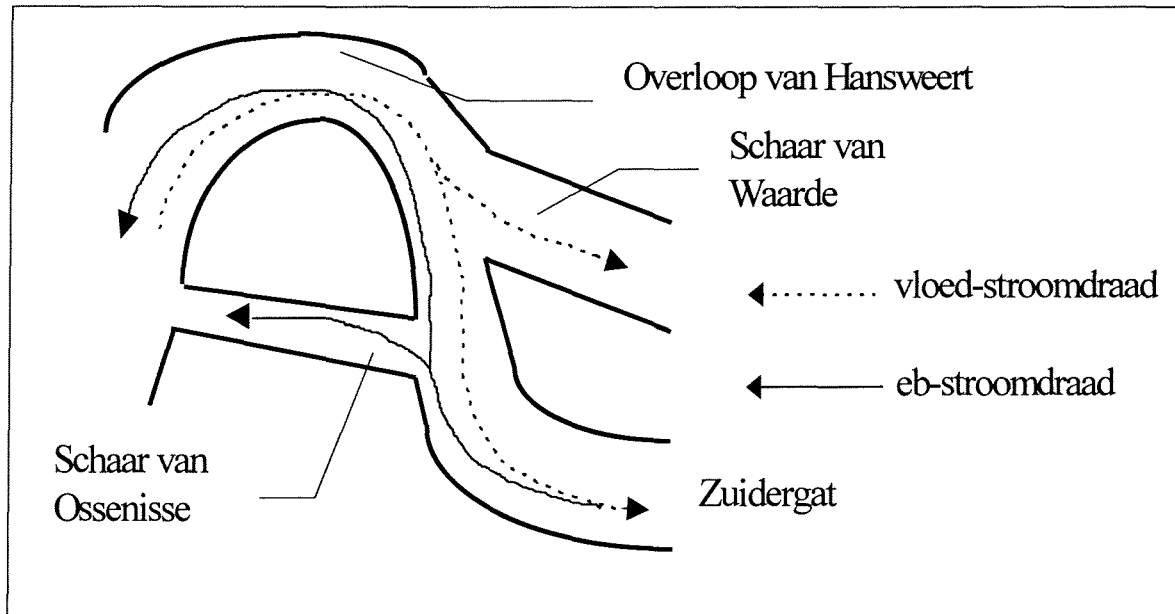 Overloop van Hansweert
Schaar van
Waarde
vloed-stroomdraad
eb-stroomdraad
Schaar van
Ossenisse
Zuidergat